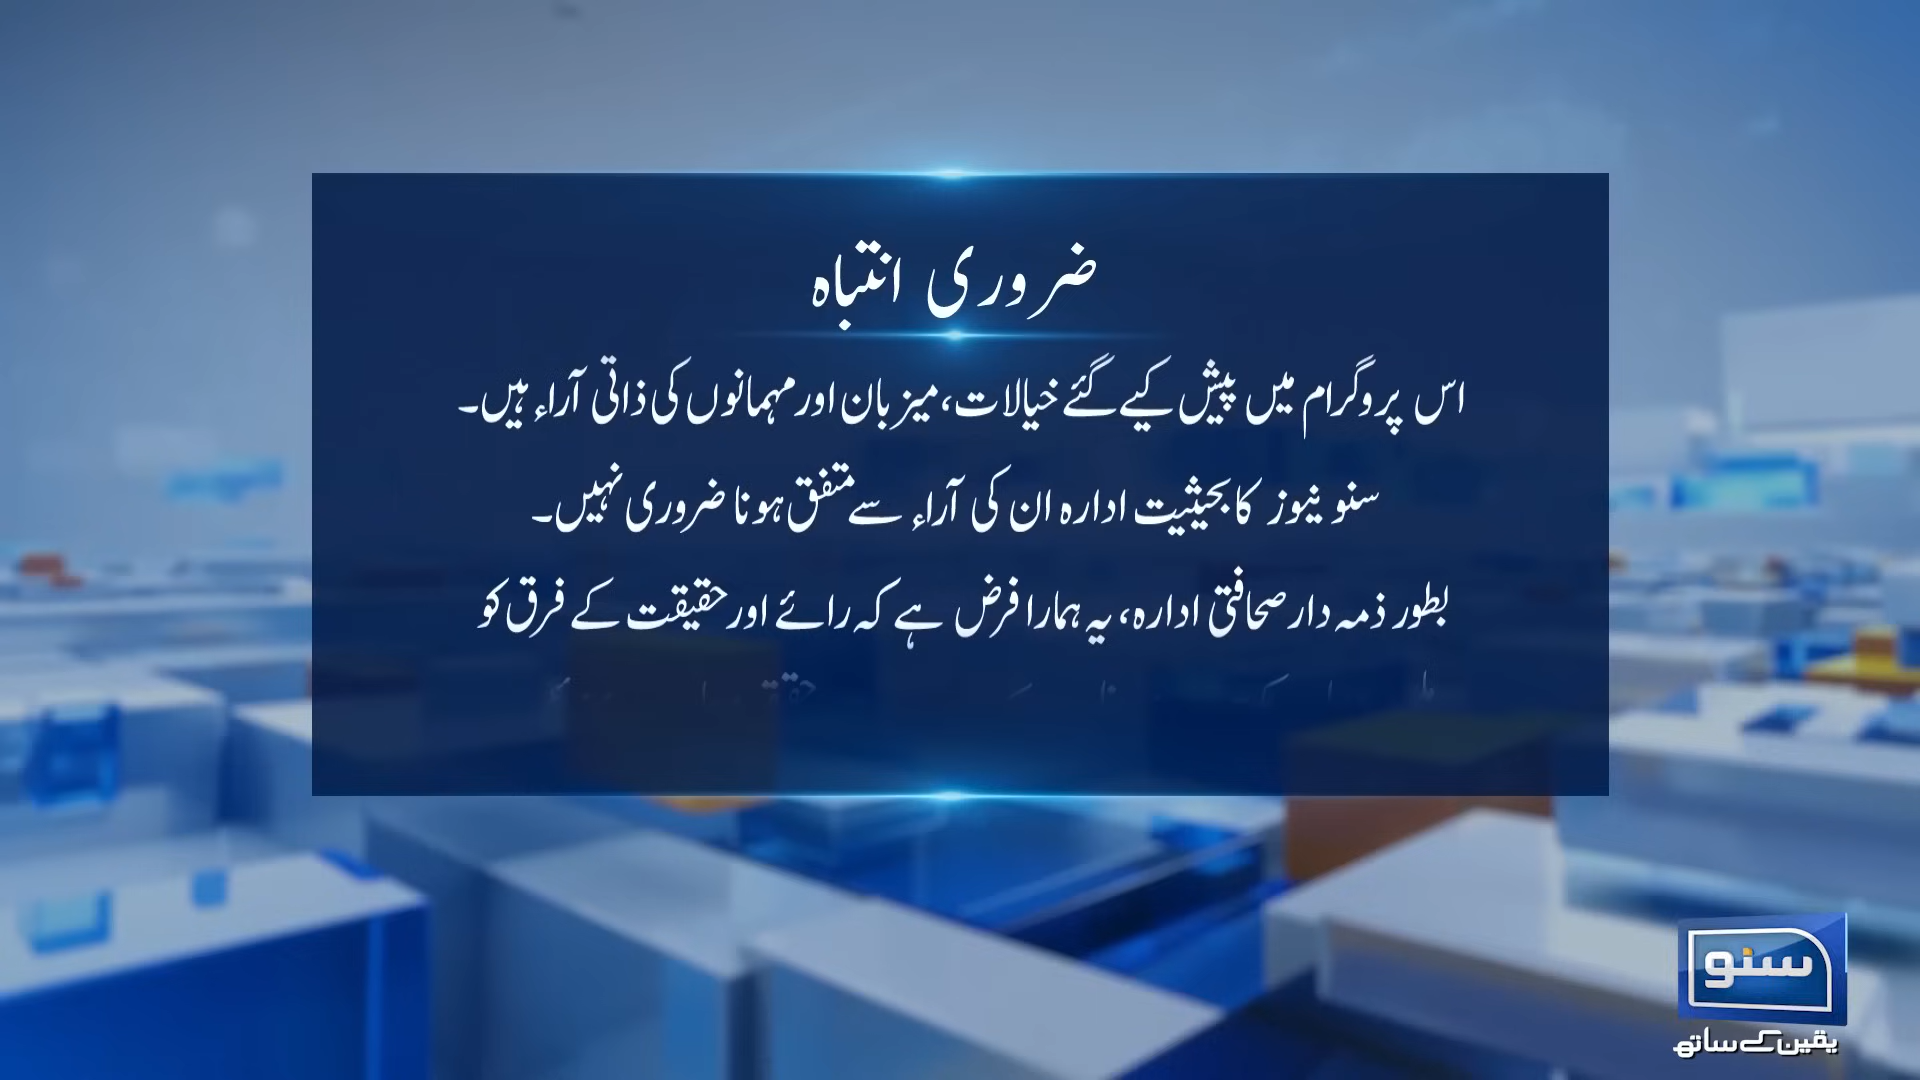 ضروری انتباہ
اس پروگرام میں پیش کیے گئے خیالات، میزبان اور مہمانوں کی ذاتی آراء ہیں۔
سنو نیوز کا بحیثیت ادارہ ان کی آراء سے متفق ہونا ضروری نہیں۔
بطور ذمہ دار صحافتی ادارہ، یہ ہمارا فرض ہے کہ رائے اور حقیقت کے فرق کو
سنو
یقین کے ساتھ